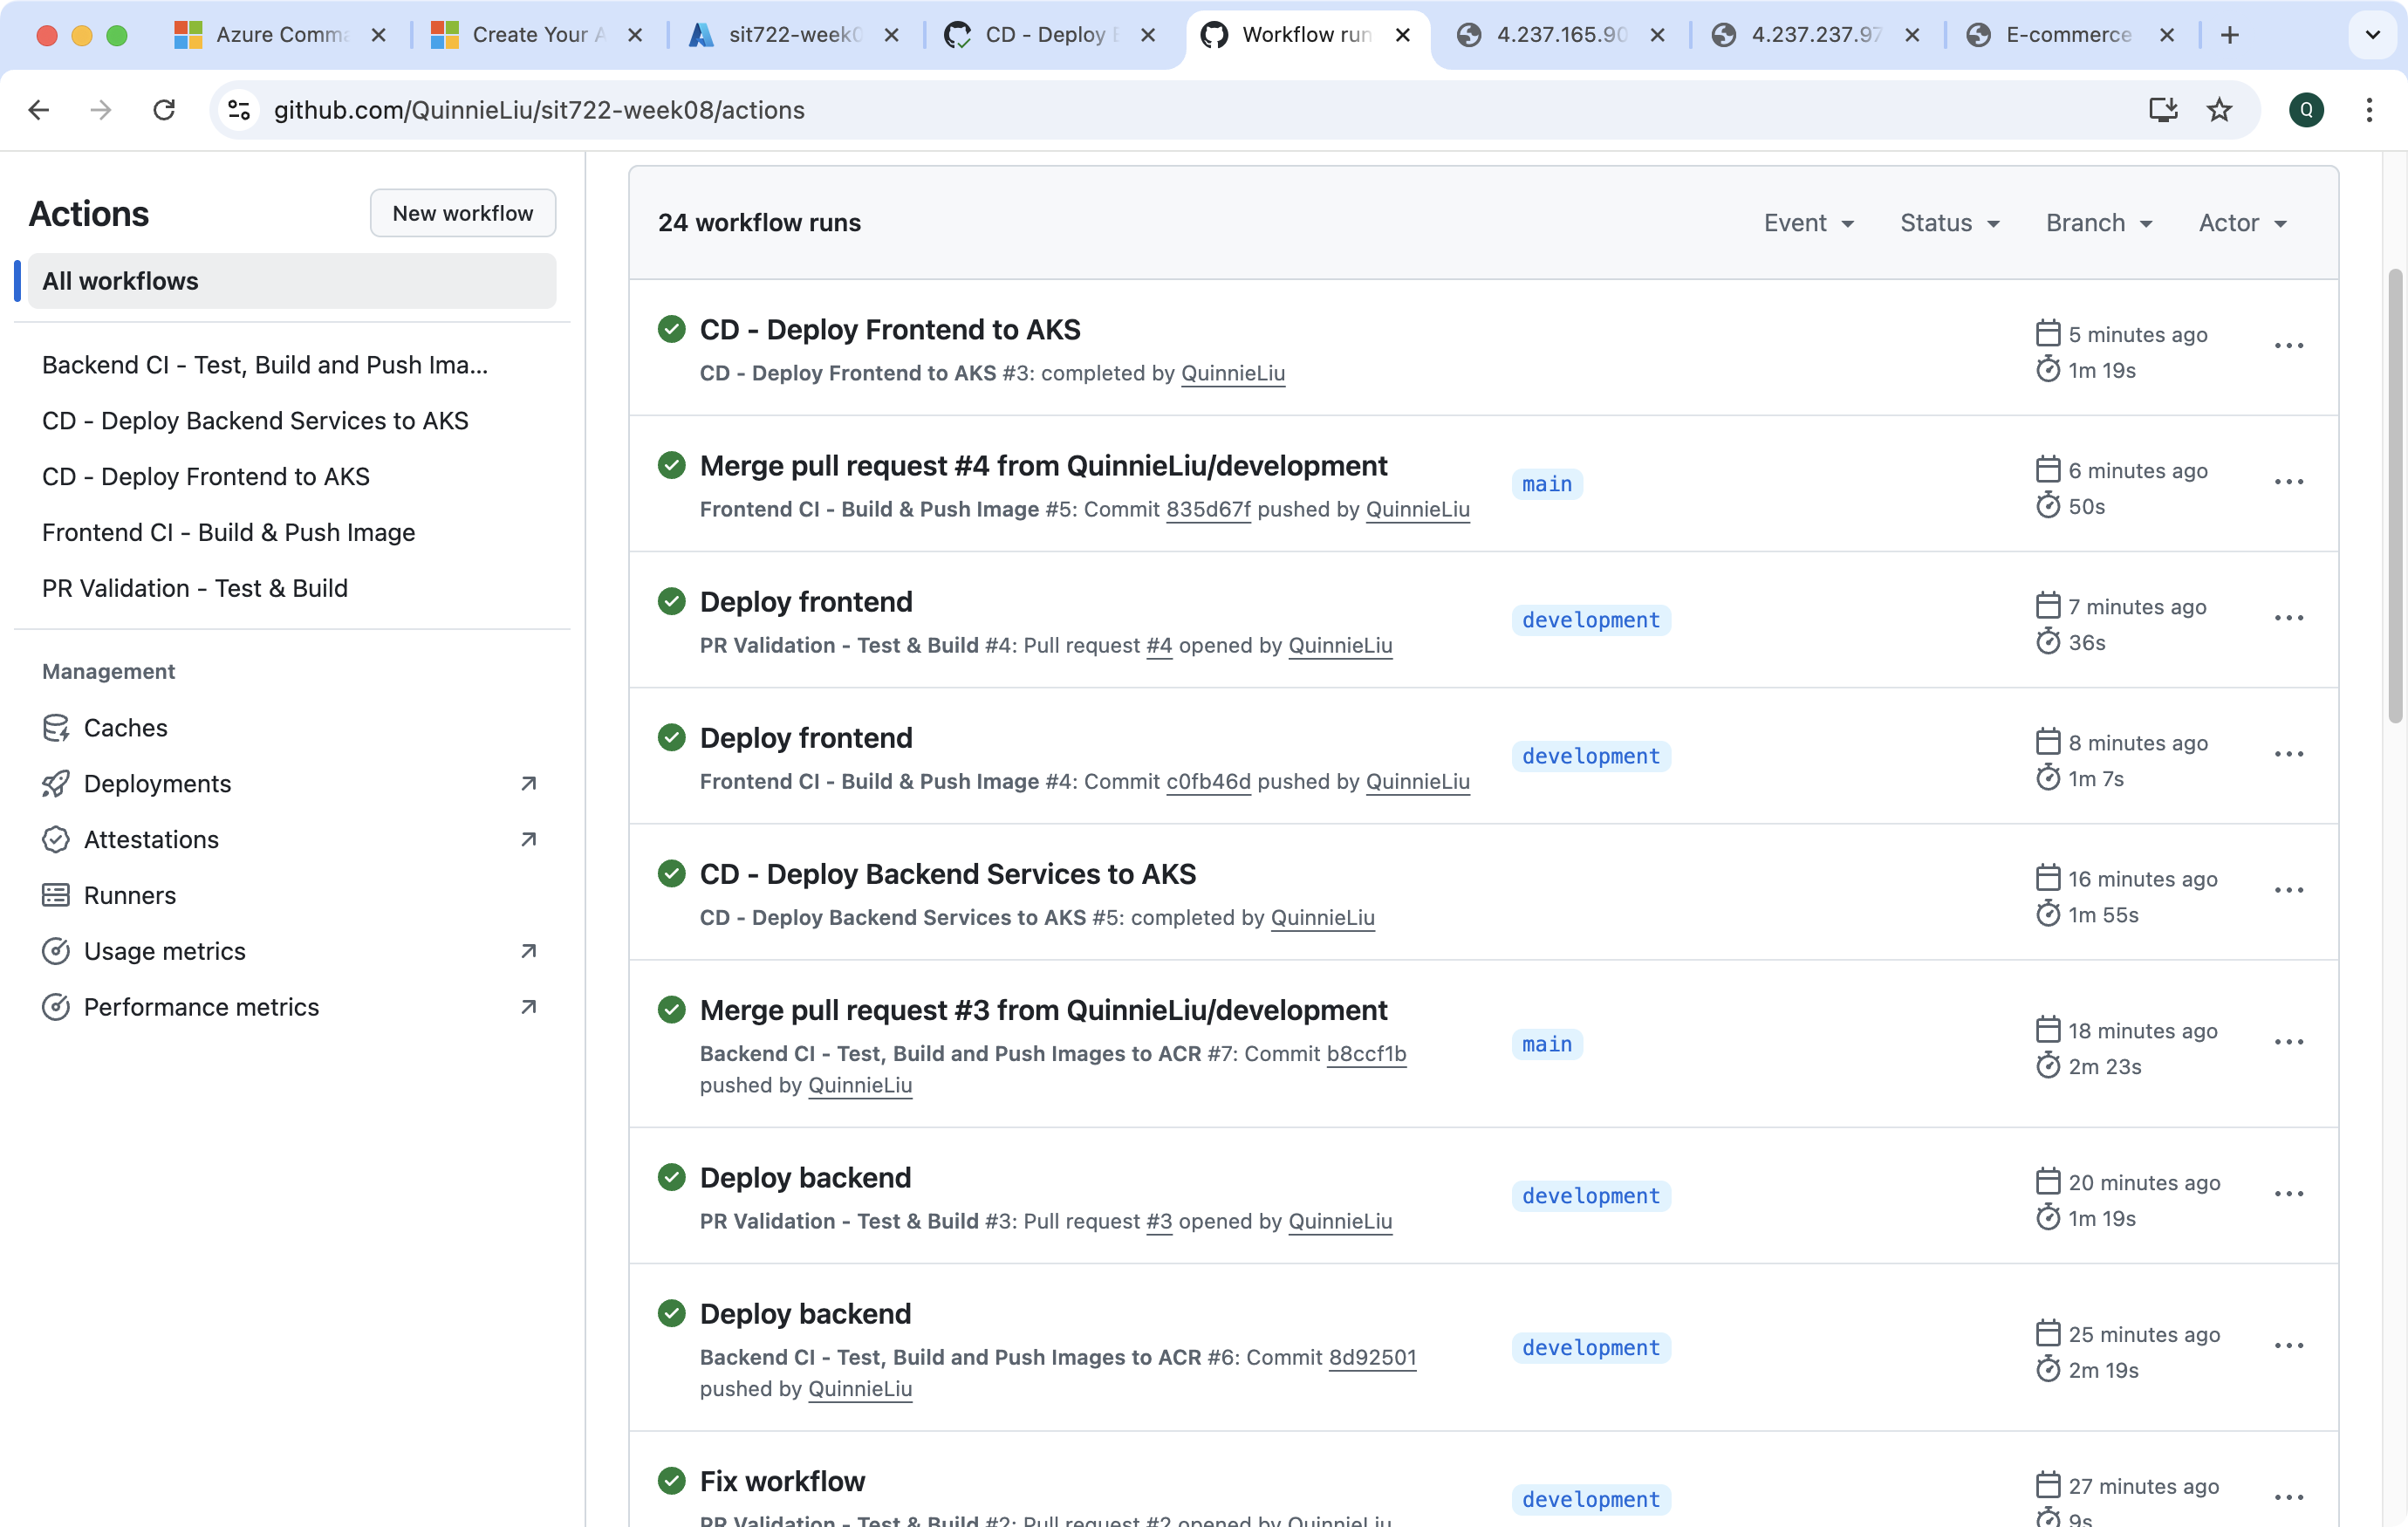 Azure Comma
Create Your A
sit722-week0
CD - Deploy
Workflow run
4.237.165.90
4.237.237.97
E-commerce
github.com/QuinnieLiu/sit722-week08/actions
Q
Actions
New workflow
All workflows
Backend CI - Test, Build and Push Ima...
CD - Deploy Backend Services to AKS
CD - Deploy Frontend to AKS
Frontend CI - Build & Push Image
PR Validation - Test & Build
Management
Caches
Deployments
Attestations
Runners
Usage metrics
Performance metrics
24 workflow runs
Event
Status
Branch
Actor
CD - Deploy Frontend to AKS
CD - Deploy Frontend to AKS #3: completed by QuinnieLiu
5 minutes ago
1m 19s
Merge pull request #4 from QuinnieLiu/development
Frontend CI - Build & Push Image #5: Commit 835d67f pushed by QuinnieLiu
main
6 minutes ago
50s
Deploy frontend
PR Validation - Test & Build #4: Pull request #4 opened by QuinnieLiu
development
7 minutes ago
36s
Deploy frontend
Frontend CI - Build & Push Image #4: Commit c0fb46d pushed by QuinnieLiu
development
8 minutes ago
1m 7s
CD - Deploy Backend Services to AKS
CD - Deploy Backend Services to AKS #5: completed by QuinnieLiu
16 minutes ago
1m 55s
Merge pull request #3 from QuinnieLiu/development
Backend CI - Test, Build and Push Images to ACR #7: Commit b8ccf1b
pushed by QuinnieLiu
main
18 minutes ago
2m 23s
Deploy backend
PR Validation - Test & Build #3: Pull request #3 opened by QuinnieLiu
development
20 minutes ago
1m 19s
Deploy backend
Backend CI - Test, Build and Push Images to ACR #6: Commit 8d92501
pushed by QuinnieLiu
development
25 minutes ago
2m 19s
Fix workflow
PR Validation - Test & Build #2: Pull request #2 opened by QuinnieLiu
development
27 minutes ago
9s